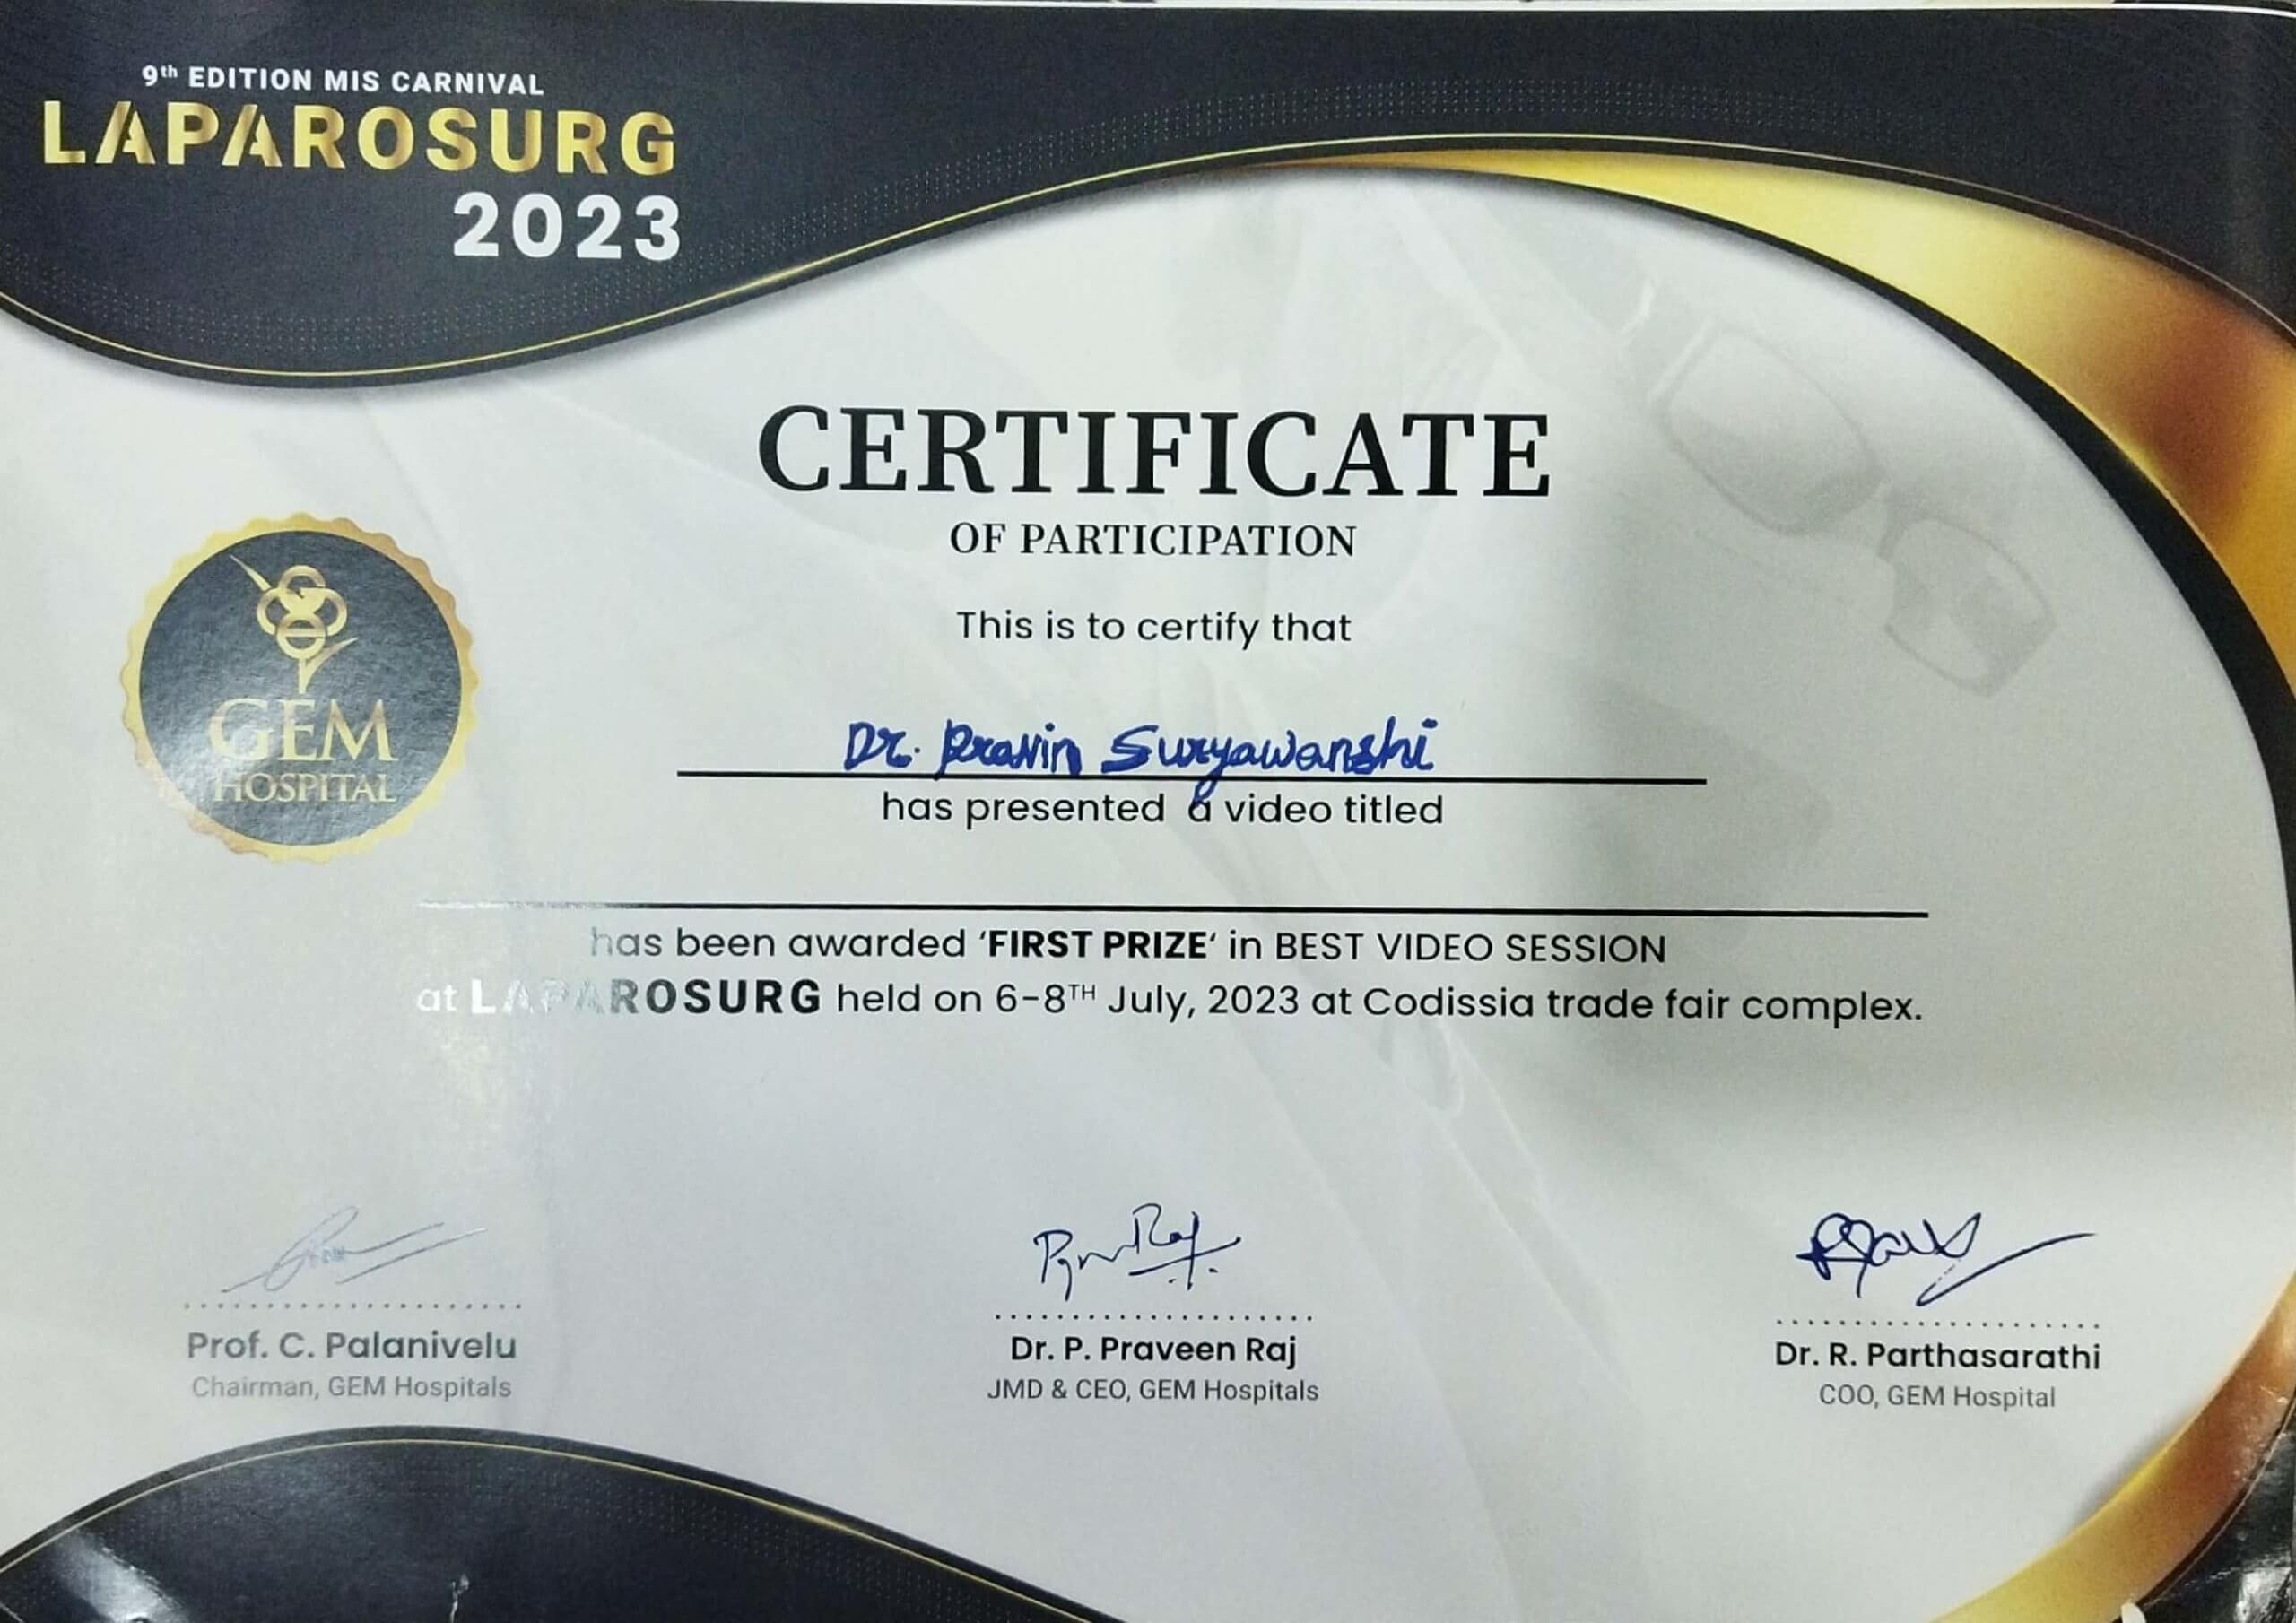 9th EDITION MIS CARNIVAL
LAPAROSURG
2023
CERTIFICATE
OF PARTICIPATION
This is to certify that
Dr. Pravin Suryawanshi
has presented a video titled
has been awarded ‘FIRST PRIZE‘ in BEST VIDEO SESSION
at LAPAROSURG held on 6-8TH July, 2023 at Codissia trade fair complex.
GEM
HOSPITAL
Prof. C. Palanivelu
Chairman, GEM Hospitals
Dr. P. Praveen Raj
JMD & CEO, GEM Hospitals
Dr. R. Parthasarathi
COO, GEM Hospital